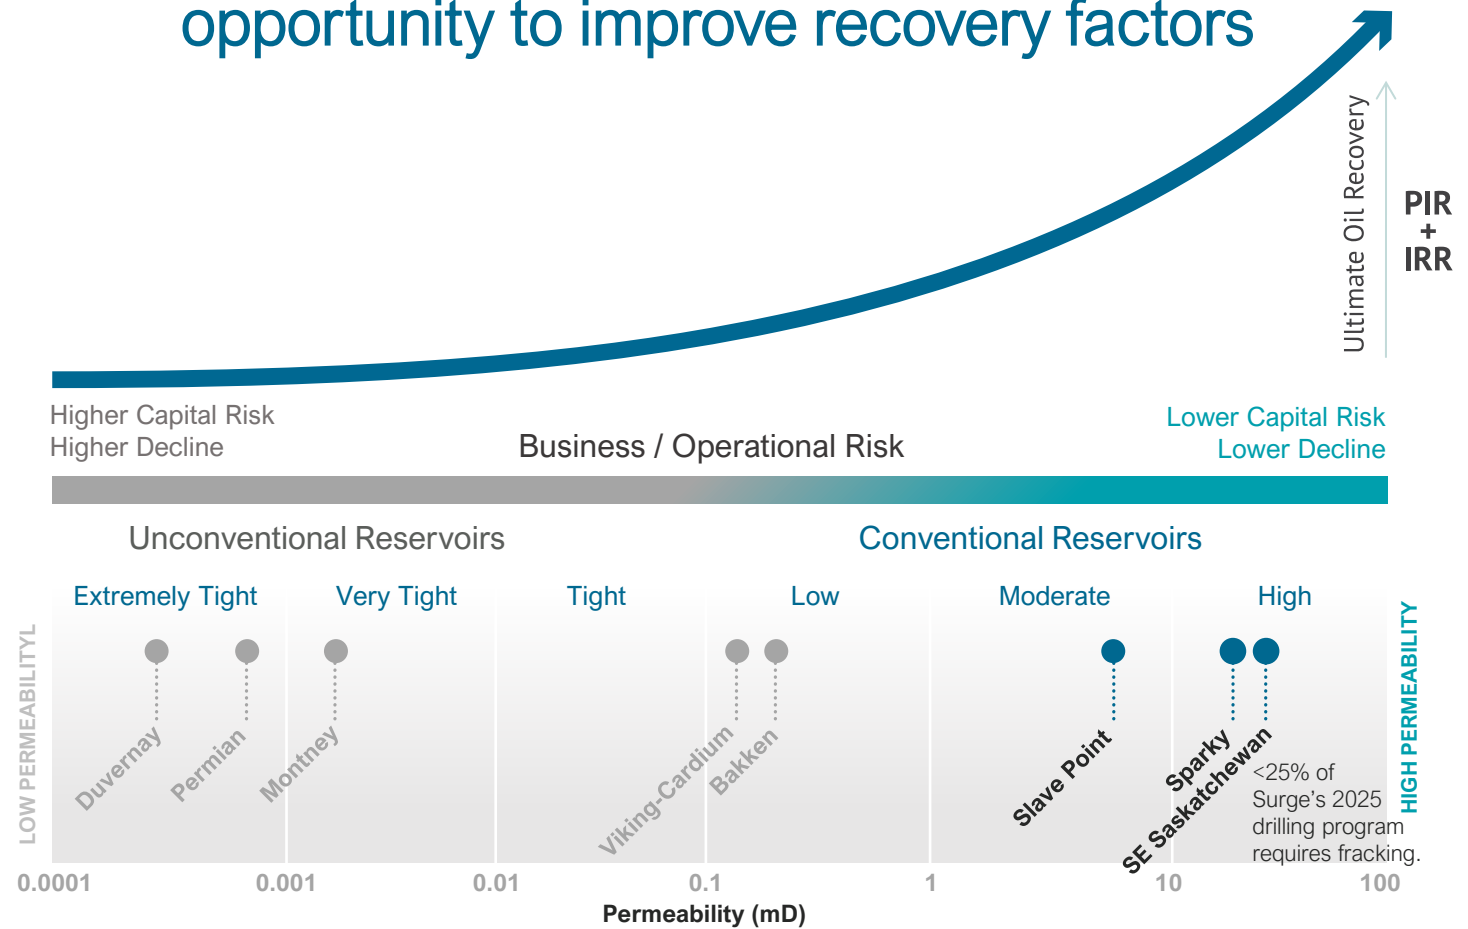 opportunity to improve recovery factors
Ultimate Oil Recovery
PIR
+
IRR
Higher Capital Risk
Higher Decline
Business / Operational Risk
Lower Capital Risk
Lower Decline
Unconventional Reservoirs
Conventional Reservoirs
Extremely Tight
Very Tight
Tight
Low
Moderate
High
LOW PERMEABILITYL
HIGH PERMEABILITY
Duvernay
Permian
Montney
Viking-Cardium
Bakken
Slave Point
Sparky
SE Saskatchewan
<25% of
Surge's 2025
drilling program
requires fracking.
0.0001
0.001
0.01
0.1
1
10
100
Permeability (mD)